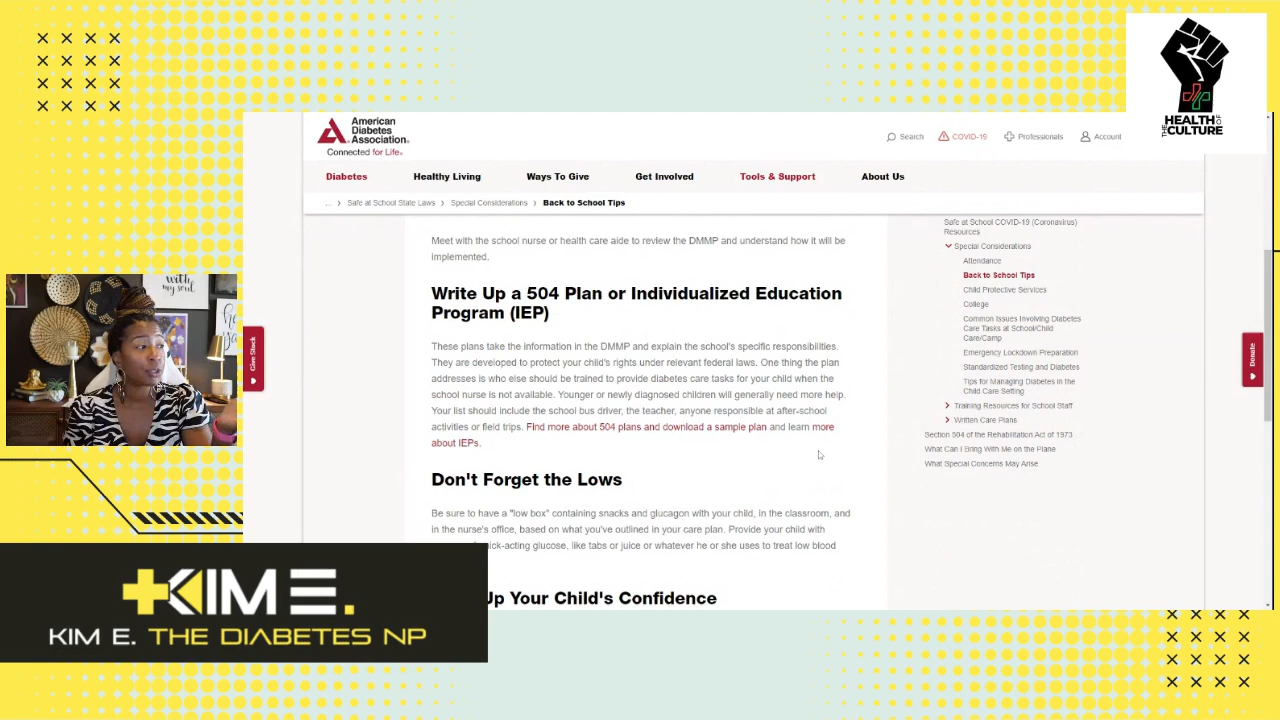 THE HEALTH OF CULTURE
American
Diabetes
Association®
Connected for Life®
Search
COVID-19
Professionals
Account
Diabetes
Healthy Living
Ways To Give
Get Involved
Tools & Support
About Us
... > Safe at School State Laws > Special Considerations > Back to School Tips
Meet with the school nurse or health care aide to review the DMMP and understand how it will be
implemented.
Write Up a 504 Plan or Individualized Education
Program (IEP)
These plans take the information in the DMMP and explain the school's specific responsibilities.
They are developed to protect your child's rights under relevant federal laws. One thing the plan
addresses is who else should be trained to provide diabetes care tasks for your child when the
school nurse is not available. Younger or newly diagnosed children will generally need more help.
Your list should include the school bus driver, the teacher, anyone responsible at after-school
activities or field trips. Find more about 504 plans and download a sample plan and learn more
about IEPs.
Don't Forget the Lows
Be sure to have a "low box" containing snacks and glucagon with your child, in the classroom, and
in the nurse's office, based on what you've outlined in your care plan. Provide your child with
quick-acting glucose, like tabs or juice or whatever he or she uses to treat low blood
Up Your Child's Confidence
Safe at School COVID-19 (Coronavirus)
Resources
Special Considerations
Attendance
Back to School Tips
Child Protective Services
College
Common Issues Involving Diabetes
Care Tasks at School/Child
Care/Camp
Emergency Lockdown Preparation
Standardized Testing and Diabetes
Tips for Managing Diabetes in the
Child Care Setting
Training Resources for School Staff
Written Care Plans
Section 504 of the Rehabilitation Act of 1973
What Can I Bring With Me on the Plane
What Special Concerns May Arise
Give Stock
Donate
with
my soul
KIM E.
KIM E. THE DIABETES NP